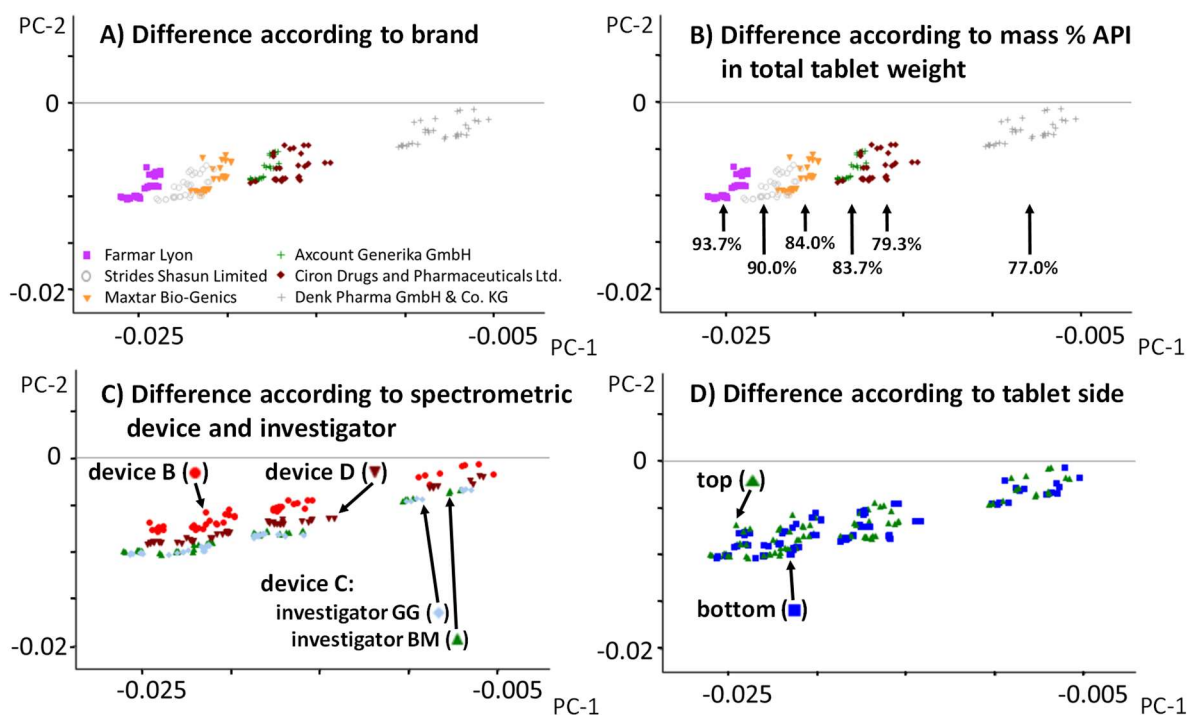 PC-2
A) Difference according to brand
0
Farmar Lyon
Axcount Generika GmbH
Strides Shasun Limited
Ciron Drugs and Pharmaceuticals Ltd.
Maxtar Bio-Genics
Denk Pharma GmbH & Co. KG
-0.02
-0.025
-0.005
PC-1
PC-2
B) Difference according to mass % API
in total tablet weight
0
93.7%
84.0%
79.3%
90.0%
83.7%
77.0%
-0.02
-0.025
-0.005
PC-1
PC-2
C) Difference according to spectrometric
device and investigator
0
device B ( )
device D ( )
device C:
investigator GG ( )
investigator BM ( )
-0.02
-0.025
-0.005
PC-1
PC-2
D) Difference according to tablet side
0
top ( )
bottom ( )
-0.02
-0.025
-0.005
PC-1